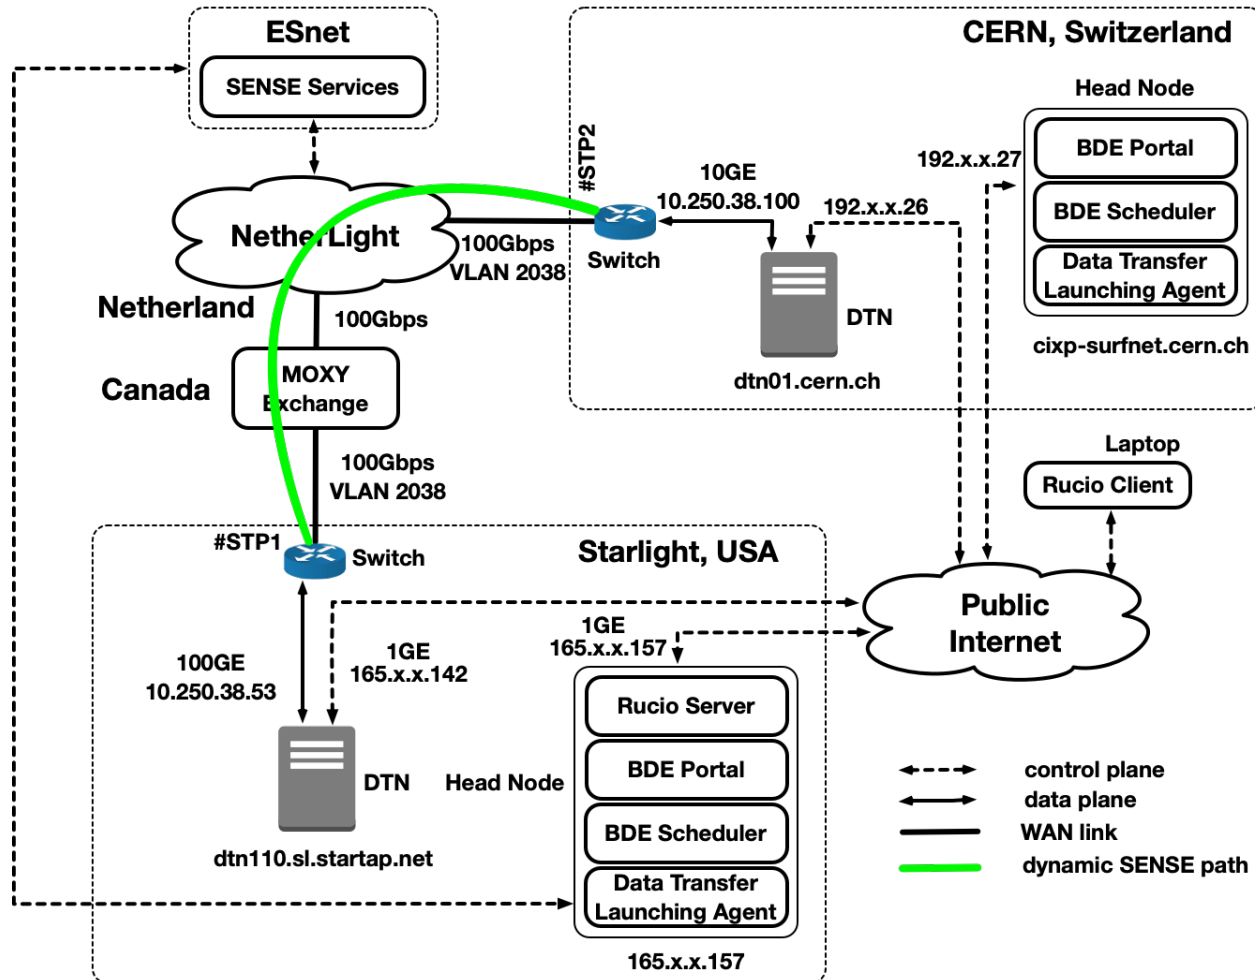 ESnet
SENSE Services
CERN, Switzerland
Head Node
BDE Portal
BDE Scheduler
Data Transfer
Launching Agent
cixp-surfnet.cern.ch
192.x.x.27
#STP2
10GE
10.250.38.100
192.x.x.26
Switch
DTN
dtn01.cern.ch
NetherLight
100Gbps
VLAN 2038
Netherland
100Gbps
Canada
MOXY
Exchange
100Gbps
VLAN 2038
Laptop
Rucio Client
Public
Internet
#STP1
Switch
Starlight, USA
100GE
10.250.38.53
1GE
165.x.x.142
1GE
165.x.x.157
DTN
dtn110.sl.startap.net
Head Node
Rucio Server
BDE Portal
BDE Scheduler
Data Transfer
Launching Agent
165.x.x.157
control plane
data plane
WAN link
dynamic SENSE path